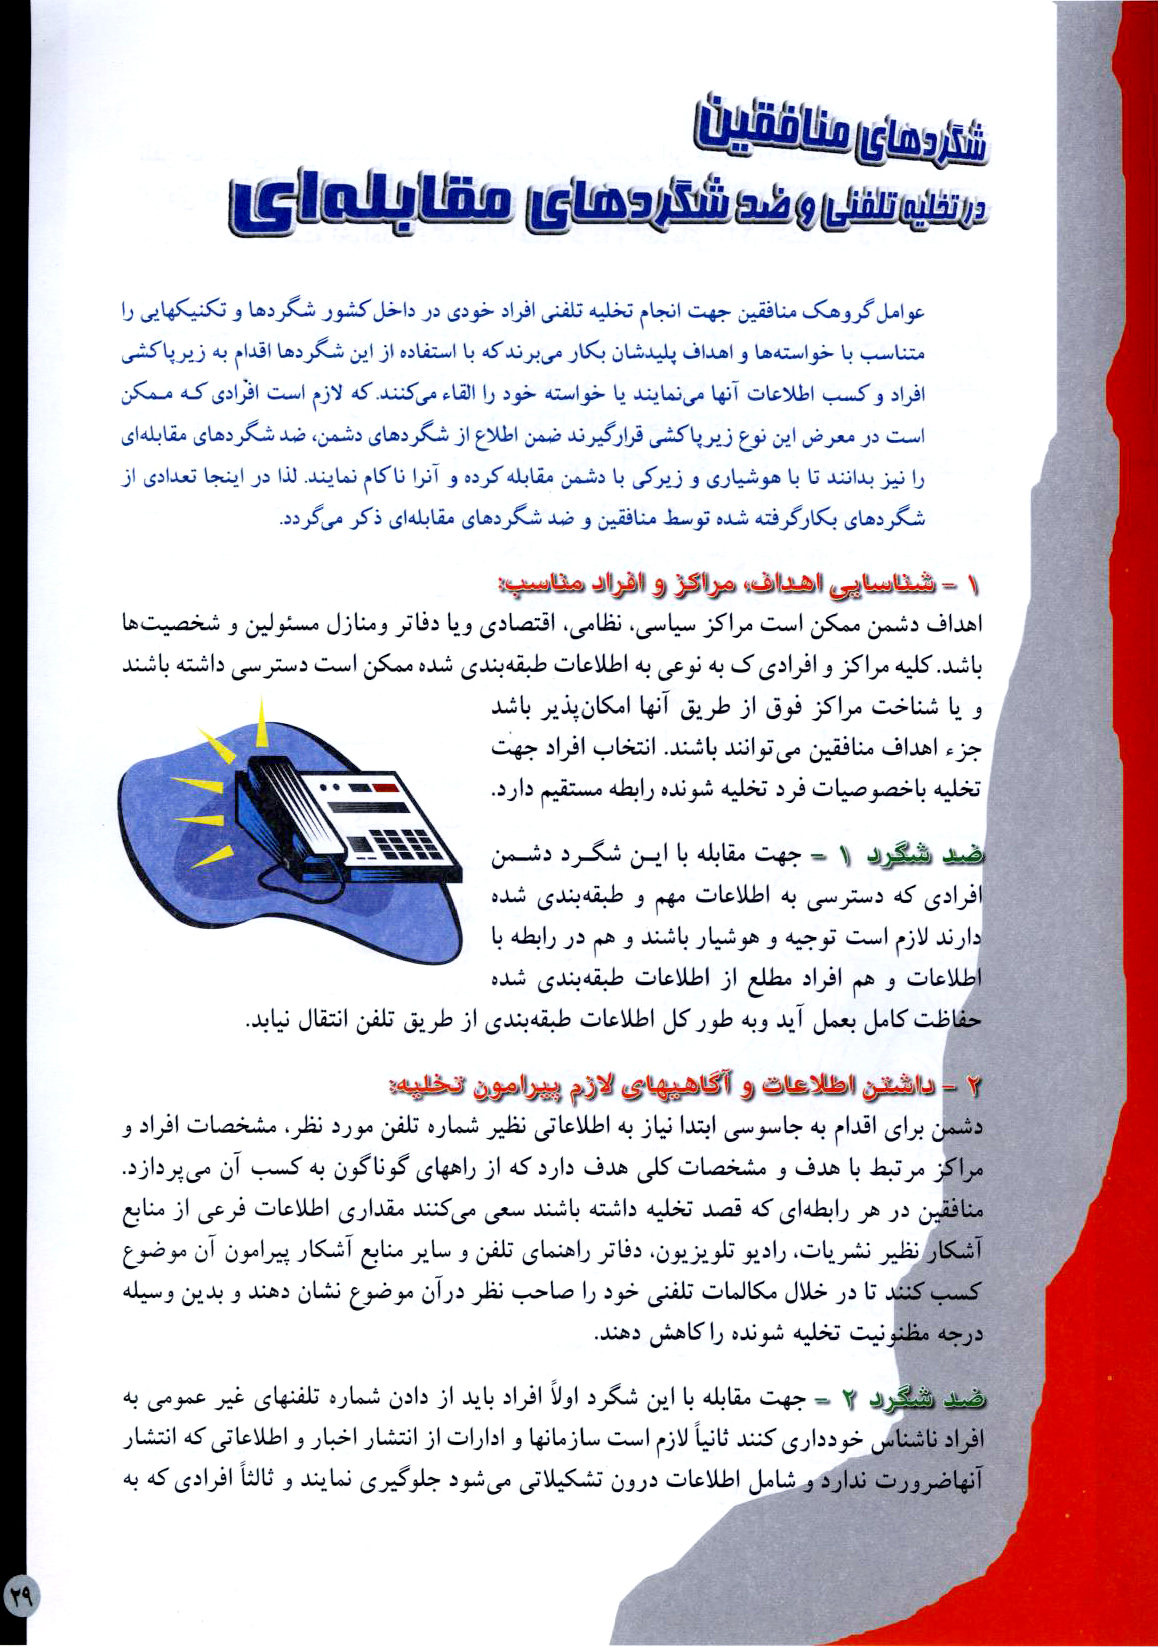 شگردهای منافقین
در تخلیه تلفنی و ضد شگردهای مقابله‌ای
عوامل گروهک منافقین جهت انجام تخلیه تلفنی افراد خودی در داخل کشور شگردها و تکنیکهایی را
متناسب با خواسته‌ها و اهداف پلیدشان بکار می‌برند که با استفاده از این شگردها اقدام به زیرپاکشی
افراد و کسب اطلاعات آنها می‌نمایند یا خواسته خود را القاء می‌کنند. که لازم است افرادی کـه مـمکن
است در معرض این نوع زیرپاکشی قرارگیرند ضمن اطلاع از شگردهای دشمن، ضد شگردهای مقابله‌ای
را نیز بدانند تا با هوشیاری و زیرکی با دشمن مقابله کرده و آنرا ناکام نمایند. لذا در اینجا تعدادی از
شگردهای بکارگرفته شده توسط منافقین و ضد شگردهای مقابله‌ای ذکر می‌گردد.
۱ - شناسایی اهداف، مراکز و افراد مناسب:
اهداف دشمن ممکن است مراکز سیاسی، نظامی، اقتصادی ویا دفاتر ومنازل مسئولین و شخصیت‌ها
باشد. کلیه مراکز و افرادی ک به نوعی به اطلاعات طبقه‌بندی شده ممکن است دسترسی داشته باشند
و یا شناخت مراکز فوق از طریق آنها امکان‌پذیر باشد
جزء اهداف منافقین می‌توانند باشند. انتخاب افراد جهت
تخلیه باخصوصیات فرد تخلیه شونده رابطه مستقیم دارد.
ضد شگرد ۱ - جهت مقابله با ایـن شگـرد دشـمن
افرادی که دسترسی به اطلاعات مهم و طبقه‌بندی شده
دارند لازم است توجیه و هوشیار باشند و هم در رابطه با
اطلاعات و هم افراد مطلع از اطلاعات طبقه‌بندی شده
حفاظت کامل بعمل آید وبه طور کل اطلاعات طبقه‌بندی از طریق تلفن انتقال نیابد.
۲ - داشتن اطلاعات و آگاهیهای لازم پیرامون تخلیه:
دشمن برای اقدام به جاسوسی ابتدا نیاز به اطلاعاتی نظیر شماره تلفن مورد نظر، مشخصات افراد و
مراکز مرتبط با هدف و مشخصات کلی هدف دارد که از راههای گوناگون به کسب آن می‌پردازد.
منافقین در هر رابطه‌ای که قصد تخلیه داشته باشند سعی می‌کنند مقداری اطلاعات فرعی از منابع
آشکار نظیر نشریات، رادیو تلویزیون، دفاتر راهنمای تلفن و سایر منابع آشکار پیرامون آن موضوع
کسب کنند تا در خلال مکالمات تلفنی خود را صاحب نظر درآن موضوع نشان دهند و بدین وسیله
درجه مظنونیت تخلیه شونده را کاهش دهند.
ضد شگرد ۲ - جهت مقابله با این شگرد اولاً افراد باید از دادن شماره تلفنهای غیر عمومی به
افراد ناشناس خودداری کنند ثانیاً لازم است سازمانها و ادارات از انتشار اخبار و اطلاعاتی که انتشار
آنهاضرورت ندارد و شامل اطلاعات درون تشکیلاتی می‌شود جلوگیری نمایند و ثالثاً افرادی که به
۲۹